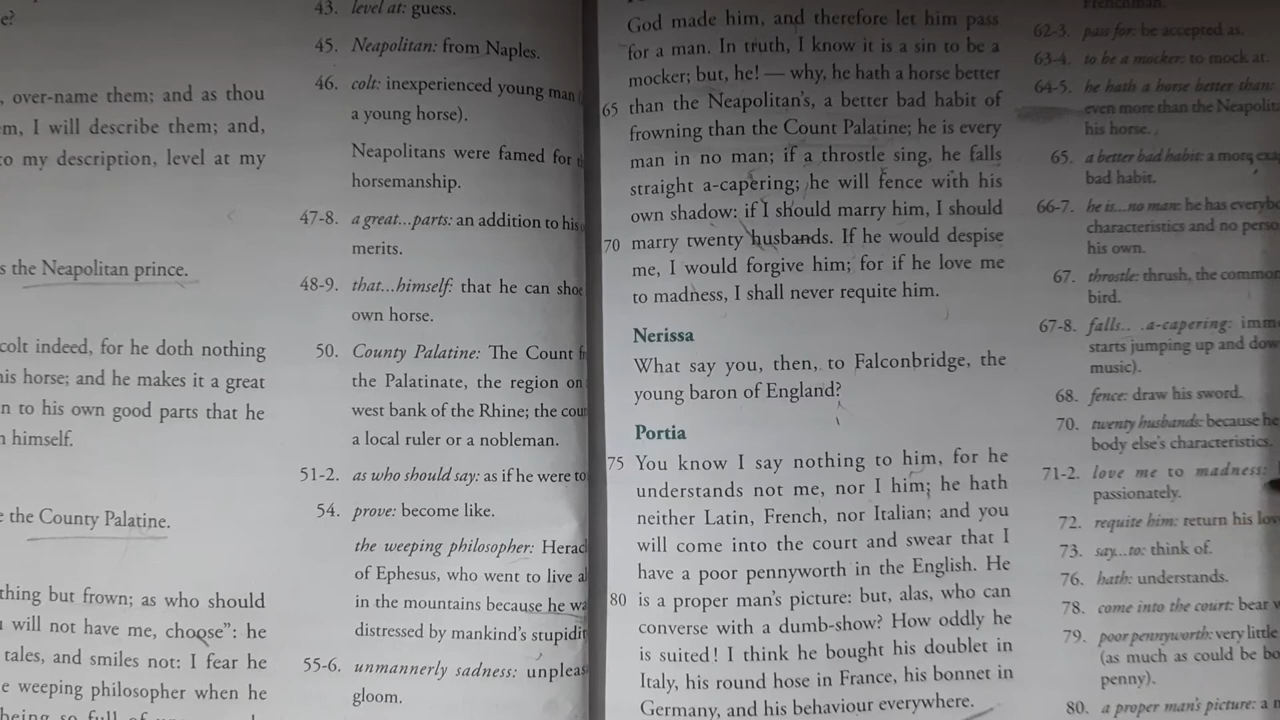 e?
, over-name them; and as thou
em, I will describe them; and,
to my description, level at my
s the Neapolitan prince.
colt indeed, for he doth nothing
his horse; and he makes it a great
n to his own good parts that he
himself.
e the County Palatine.
thing but frown; as who should
will not have me, choose": he
tales, and smiles not: I fear he
e weeping philosopher when he
being so full of
43. level at: guess.
45. Neapolitan: from Naples.
46. colt: inexperienced young man
a young horse).
Neapolitans were famed for
horsemanship.
47-8. a great...parts: an addition to his
merits.
48-9. that...himself: that he can shoe
own horse.
50. County Palatine: The Count
the Palatinate, the region on
west bank of the Rhine; the cou
a local ruler or a nobleman.
51-2. as who should say: as if he were to
54. prove: become like.
the weeping philosopher: Herac
of Ephesus, who went to live a
in the mountains because he wa
distressed by mankind's stupidit
55-6. unmannerly sadness: unpleas
gloom.
God made him, and therefore let him pass
for a man. In truth, I know it is a sin to be a
mocker; but, he! — why, he hath a horse better
65 than the Neapolitan's, a better bad habit of
frowning than the Count Palatine; he is every
man in no man; if a throstle sing, he falls
straight a-capering; he will fence with his
own shadow: if I should marry him, I should
70 marry twenty husbands. If he would despise
me, I would forgive him; for if he love me
to madness, I shall never requite him.
Nerissa
What say you, then, to Falconbridge, the
young baron of England?
Portia
75 You know I say nothing to him, for he
understands not me, nor I him; he hath
neither Latin, French, nor Italian; and you
will come into the court and swear that I
have a poor pennyworth in the English. He
80 is a proper man's picture: but, alas, who can
converse with a dumb-show? How oddly he
is suited! I think he bought his doublet in
Italy, his round hose in France, his bonnet in
Germany, and his behaviour everywhere.
Frenchman.
62-3. pass for: be accepted as.
63-4. to be a mocker: to mock at.
64-5. he hath a horse better than:
even more than the Neapolit
his horse.
65. a better bad habit: a more exa
bad habit.
66-7. he is...no man: he has everybo
characteristics and no perso
his own.
67. throstle: thrush, the common
bird.
67-8. falls.. .a-capering: imm
starts jumping up and dow
music).
68. fence: draw his sword.
70. twenty husbands: because he
body else's characteristics.
71-2. love me to madness:
passionately.
72. requite him: return his lov
73. say...to: think of.
76. hath: understands.
78. come into the court: bear w
79. poor pennyworth: very little
(as much as could be bo
penny).
80. a proper man's picture: a